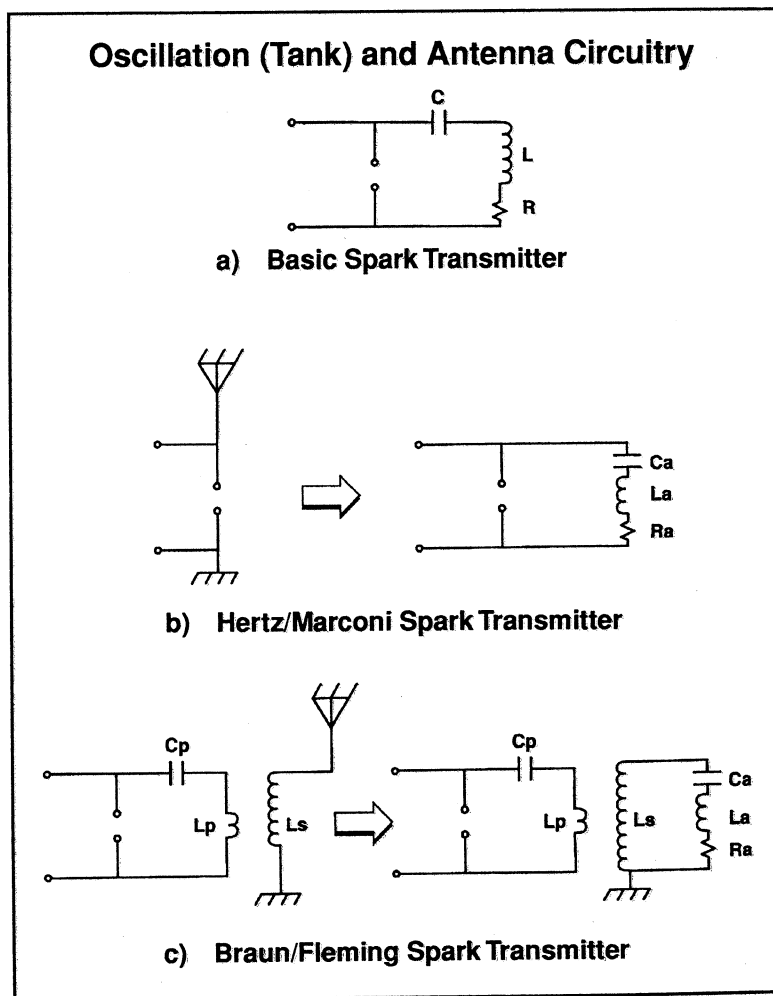 Oscillation (Tank) and Antenna Circuitry
C
L
R
a) Basic Spark Transmitter
Ca
La
Ra
b) Hertz/Marconi Spark Transmitter
Cp
Lp
Ls
Cp
Lp
Ls
Ca
La
Ra
c) Braun/Fleming Spark Transmitter